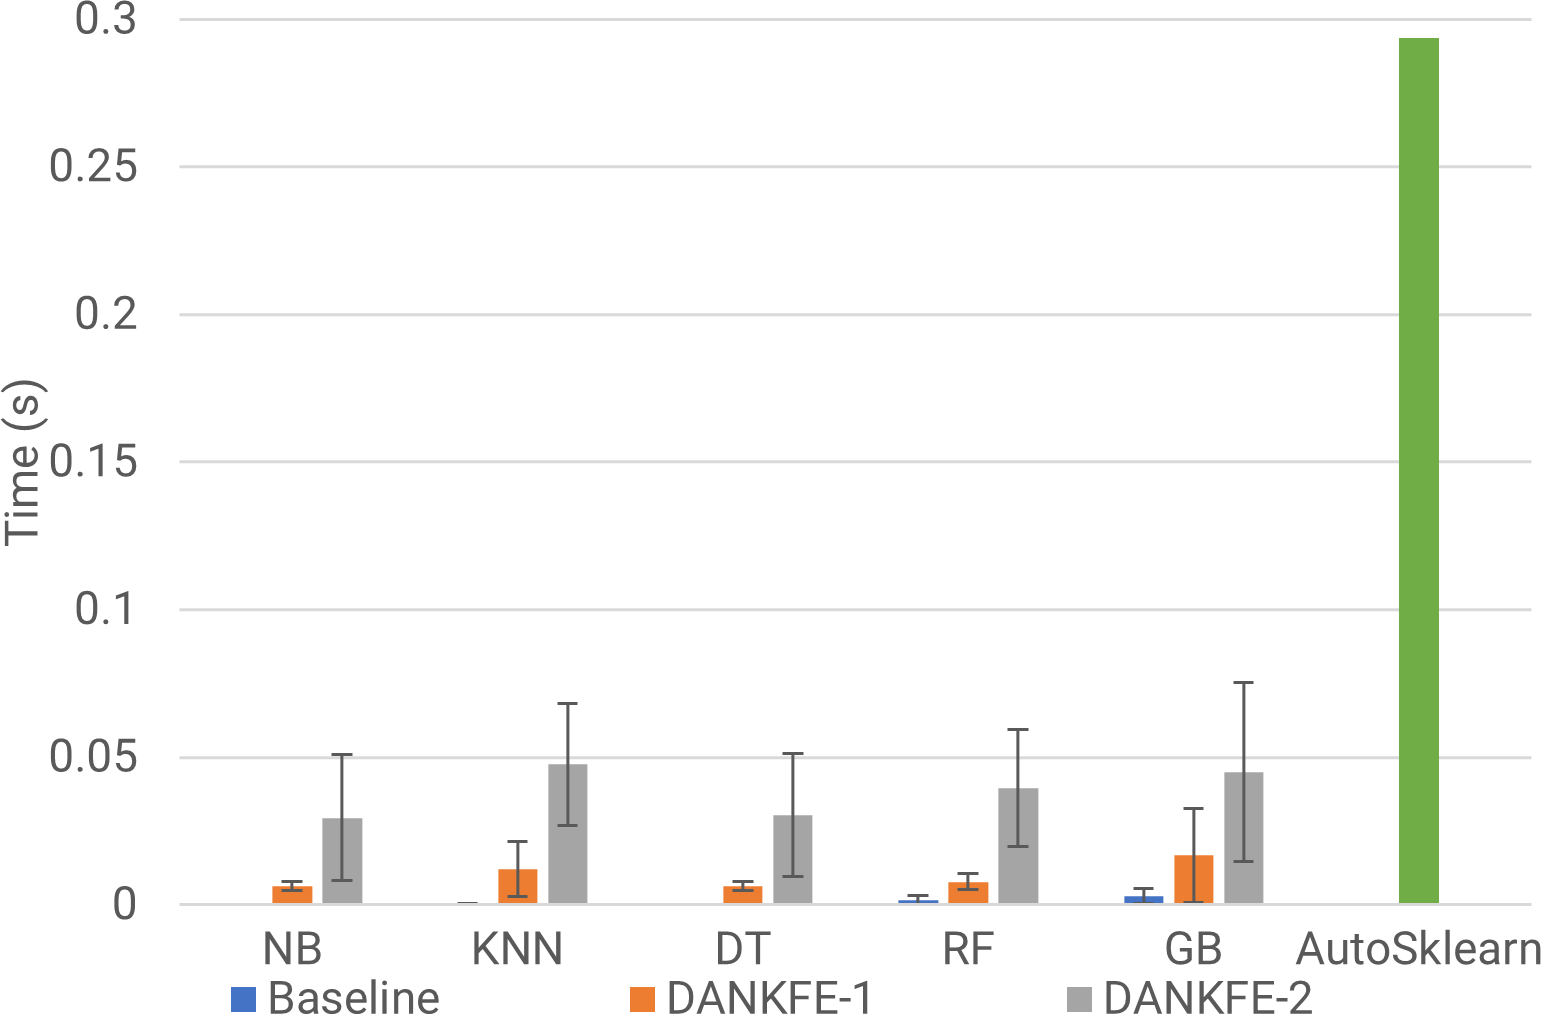 0.3
0.25
0.2
0.15
0.1
0.05
0
Time (s)
NB KNN DT RF GB AutoSklearn
Baseline DANKFE-1 DANKFE-2